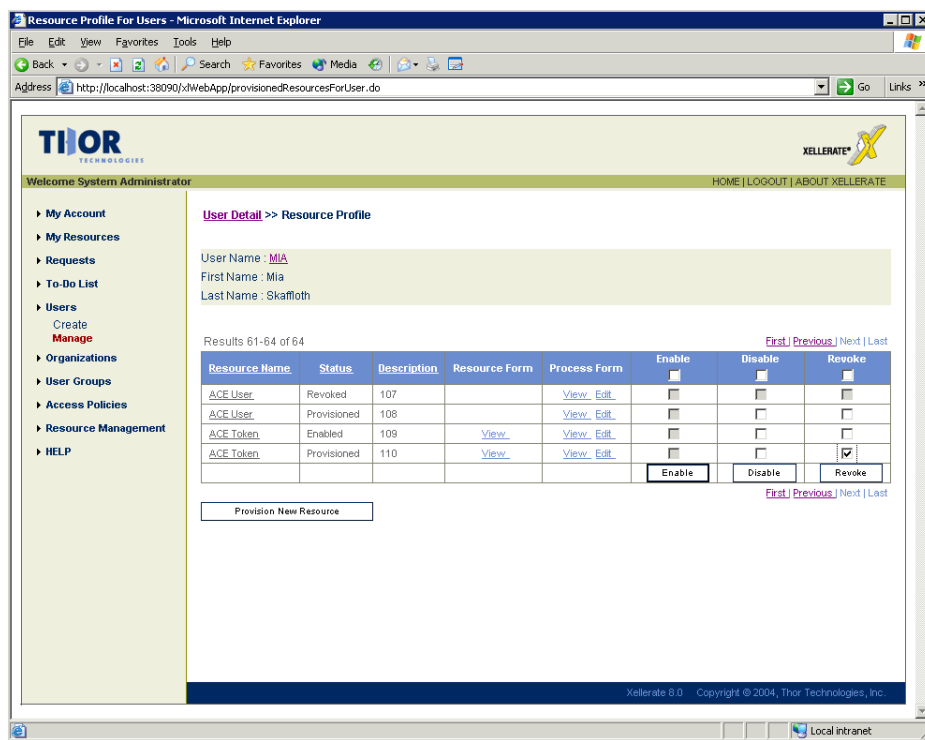 Resource Profile For Users - Microsoft Internet Explorer
File Edit View Favorites Tools Help
Back Search Favorites Media
Address http://localhost:38090/xlWebApp/provisionedResourcesForUser.do Go Links »
THOR
TECHNOLOGIES
XELLERATE®
Welcome System Administrator HOME | LOGOUT | ABOUT XELLERATE
My Account
My Resources
Requests
To-Do List
Users
Create
Manage
Organizations
User Groups
Access Policies
Resource Management
HELP
User Detail >> Resource Profile
User Name : MIA
First Name : Mia
Last Name : Skaffloth
Results 61-64 of 64 First | Previous | Next | Last
Resource Name Status Description Resource Form Process Form Enable Disable Revoke
ACE User Revoked 107 View Edit
ACE User Provisioned 108 View Edit
ACE Token Enabled 109 View View Edit
ACE Token Provisioned 110 View View Edit
Enable Disable Revoke
First | Previous | Next | Last
Provision New Resource
Xellerate 8.0 Copyright © 2004, Thor Technologies, Inc.
Local intranet